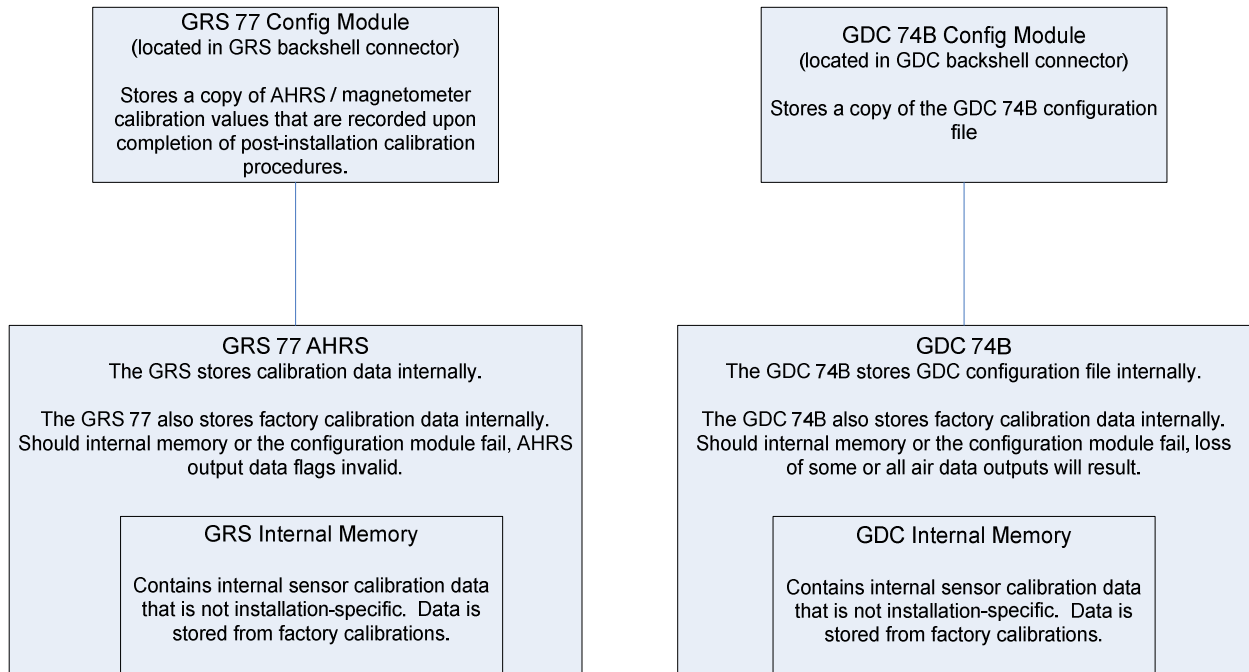 GRS 77 Config Module
(located in GRS backshell connector)
Stores a copy of AHRS / magnetometer
calibration values that are recorded upon
completion of post-installation calibration
procedures.
GDC 74B Config Module
(located in GDC backshell connector)
Stores a copy of the GDC 74B configuration
file
GRS 77 AHRS
The GRS stores calibration data internally.
The GRS 77 also stores factory calibration data internally.
Should internal memory or the configuration module fail, AHRS
output data flags invalid.
GRS Internal Memory
Contains internal sensor calibration data
that is not installation-specific. Data is
stored from factory calibrations.
GDC 74B
The GDC 74B stores GDC configuration file internally.
The GDC 74B also stores factory calibration data internally.
Should internal memory or the configuration module fail, loss
of some or all air data outputs will result.
GDC Internal Memory
Contains internal sensor calibration data
that is not installation-specific. Data is
stored from factory calibrations.